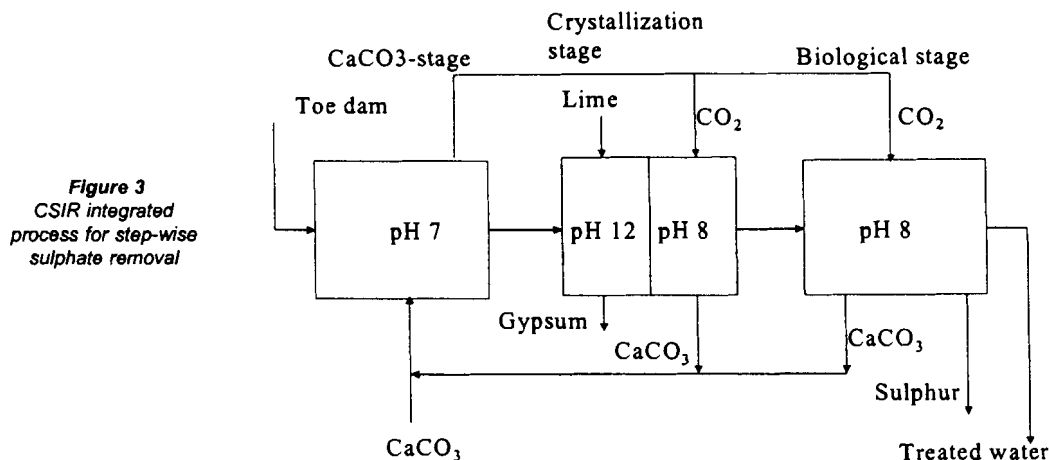 Crystallization
stage
CaCO3-stage
Biological stage
Toe dam
Lime
CO2
CO2
Figure 3
CSIR integrated
process for step-wise
sulphate removal
pH 7
pH 12
pH 8
pH 8
Gypsum
CaCO3
CaCO3
Sulphur
CaCO3
Treated water